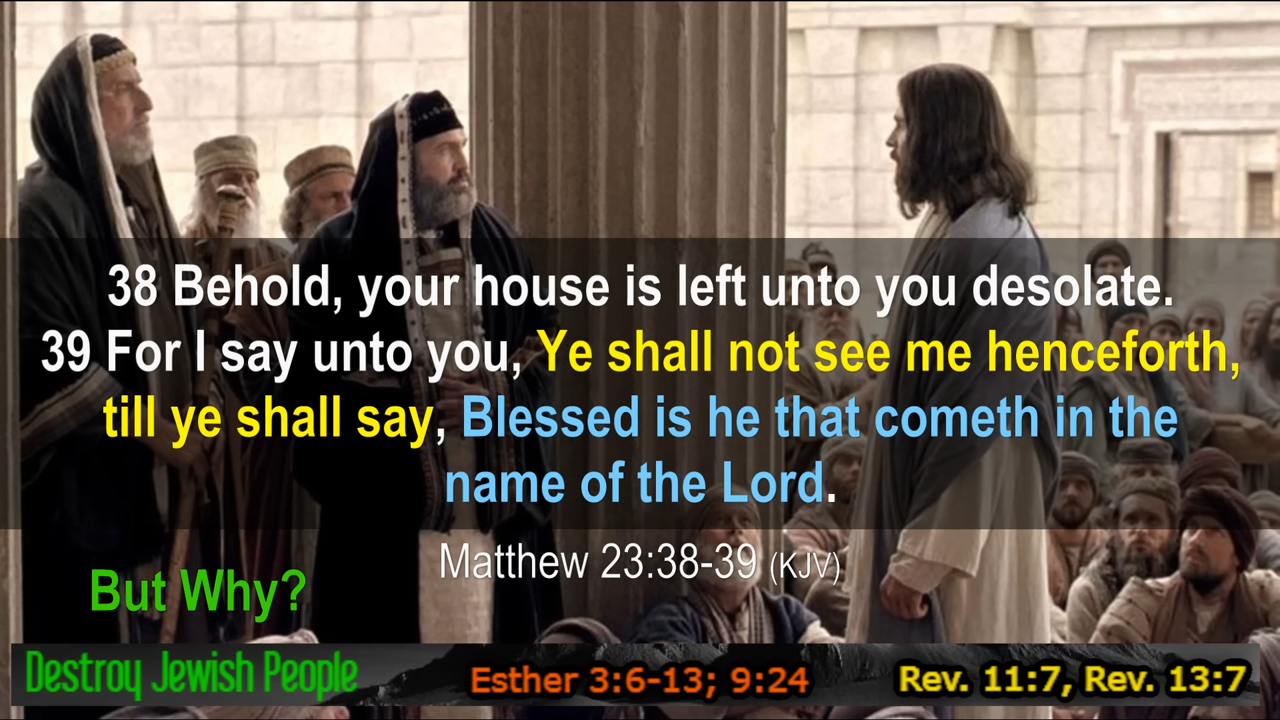 38 Behold, your house is left unto you desolate.
39 For I say unto you, Ye shall not see me henceforth,
till ye shall say, Blessed is he that cometh in the
name of the Lord.
Matthew 23:38-39 (KJV)
But Why?
Destroy Jewish People Esther 3:6-13; 9:24 Rev. 11:7, Rev. 13:7